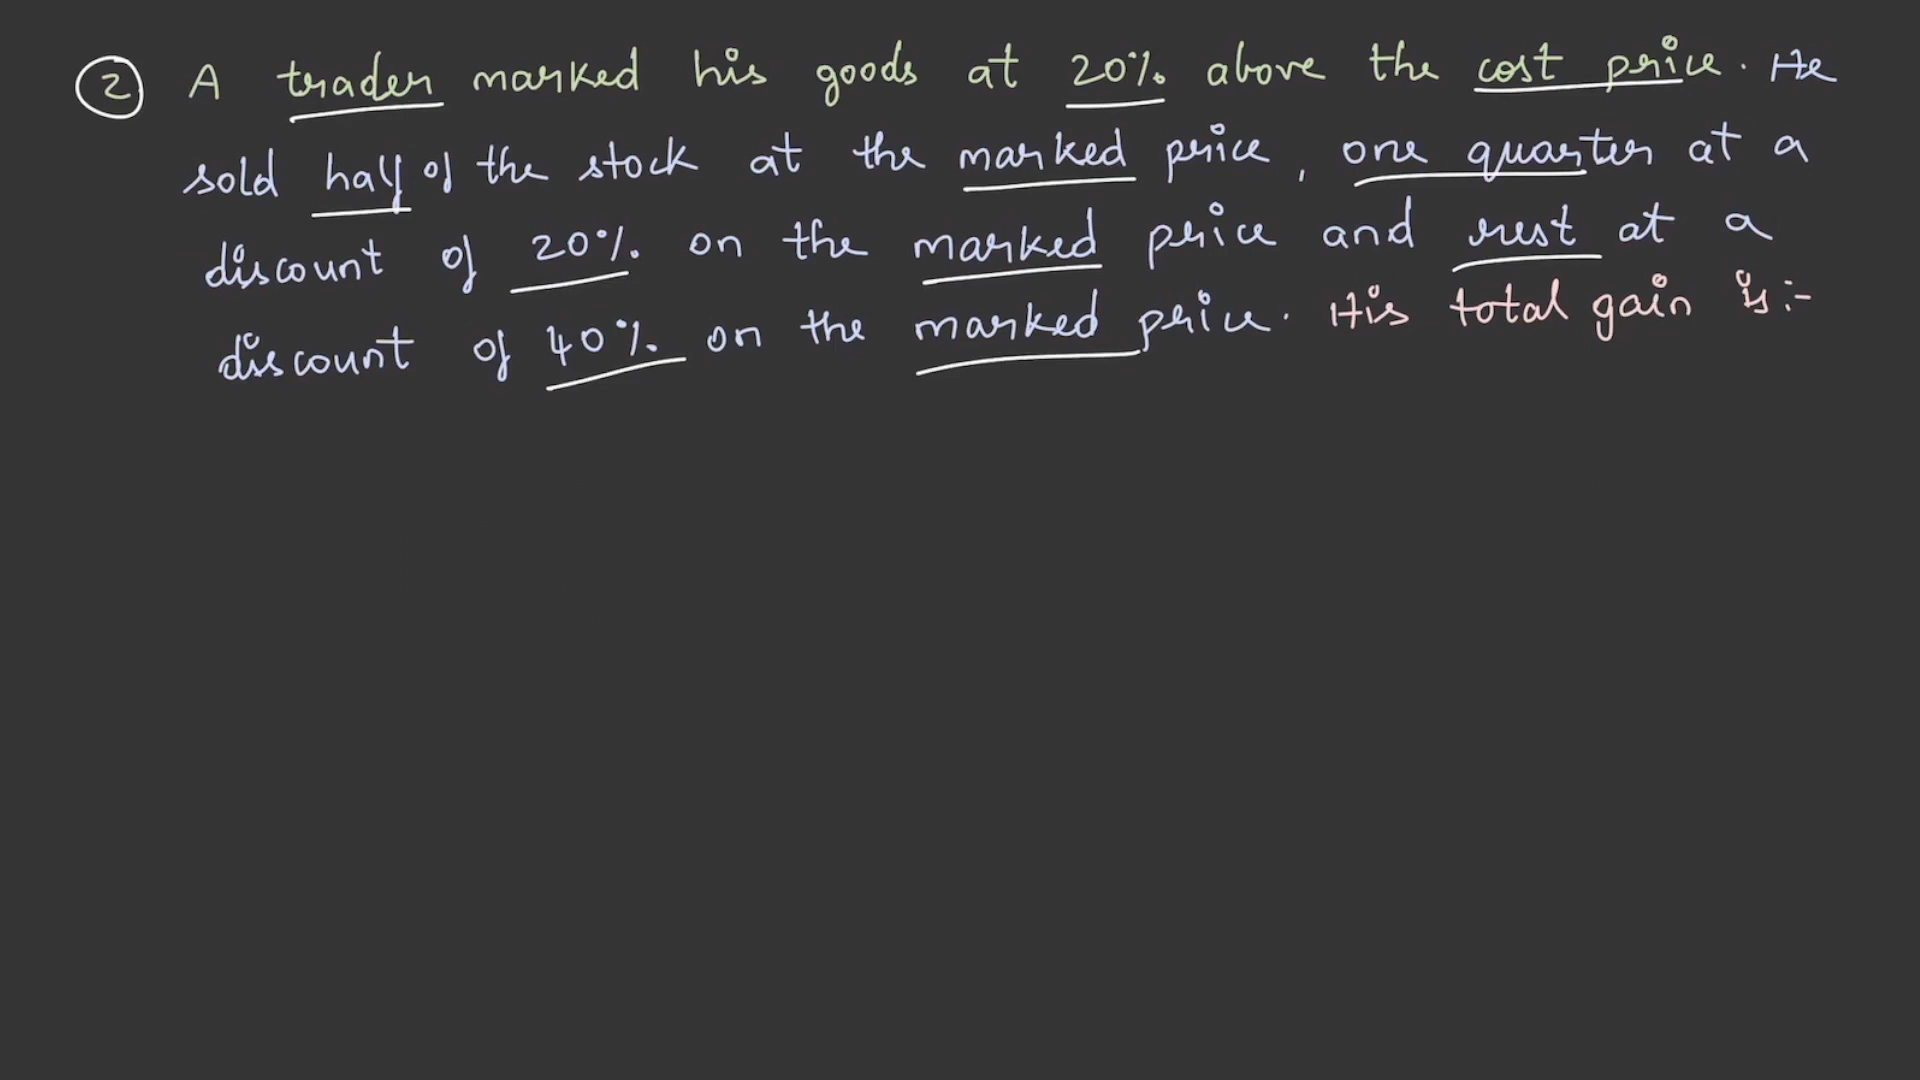 ② A trader marked his goods at 20% above the cost price. He
sold half of the stock at the marked price, one quarter at a
discount of 20% on the marked price and rest at a
discount of 40% on the marked price. His total gain is:-